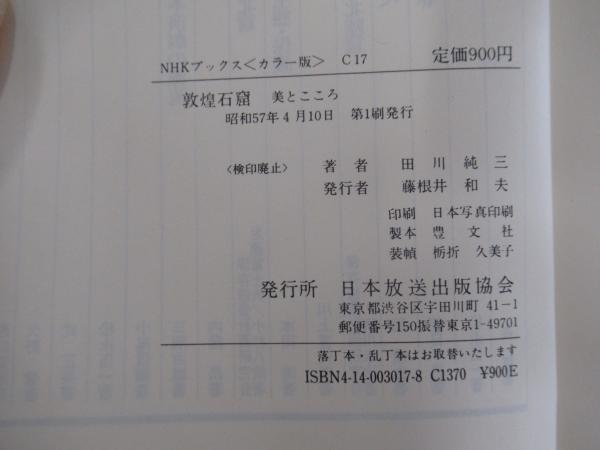 NHKブックス<カラー版> C17 定価900円
敦煌石窟 美とこころ
昭和57年4月10日 第1刷発行
<検印廃止> 著者 田川純三
発行者 藤根井和夫
印刷 日本写真印刷
製本 豊文社
装幀 栃折久美子
発行所 日本放送出版協会
東京都渋谷区宇田川町 41-1
郵便番号150振替東京1-49701
落丁本・乱丁本はお取替いたします
ISBN4-14-003017-8 C1370 ¥900E